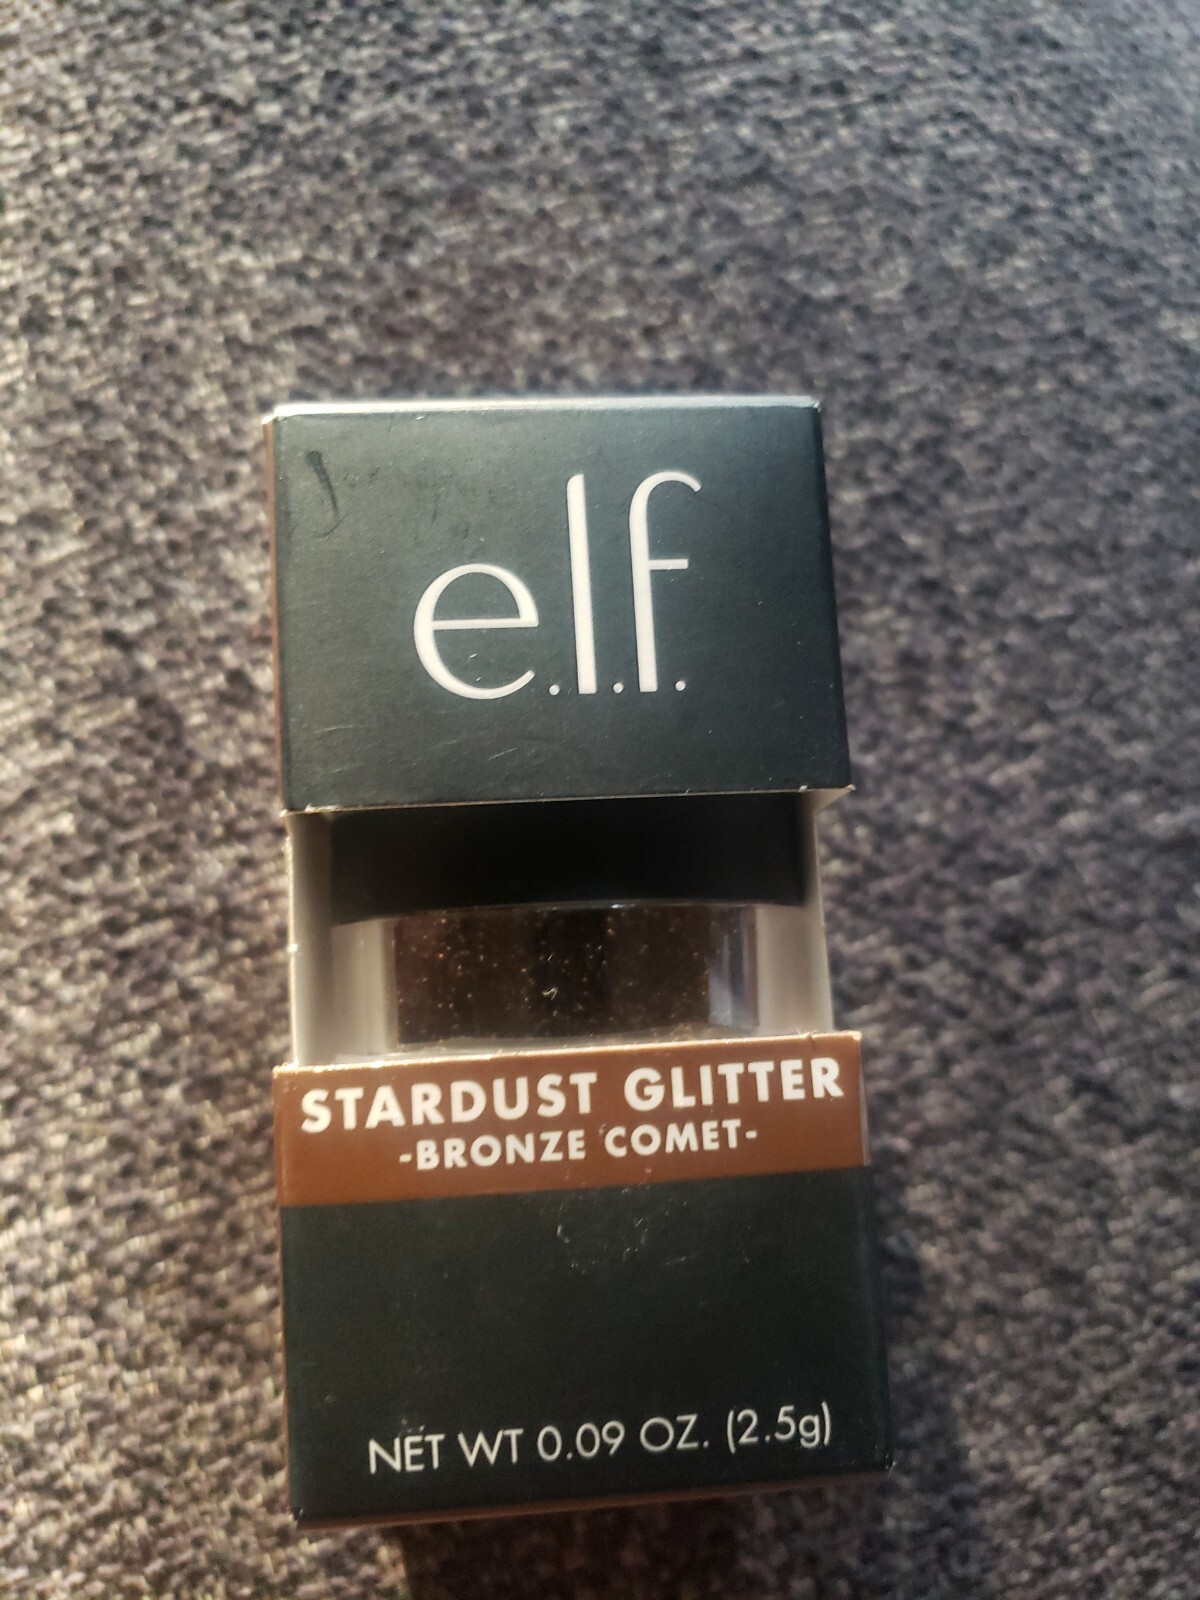 e.l.f.
STARDUST GLITTER
-BRONZE COMET-
NET WT 0.09 OZ. (2.5g)